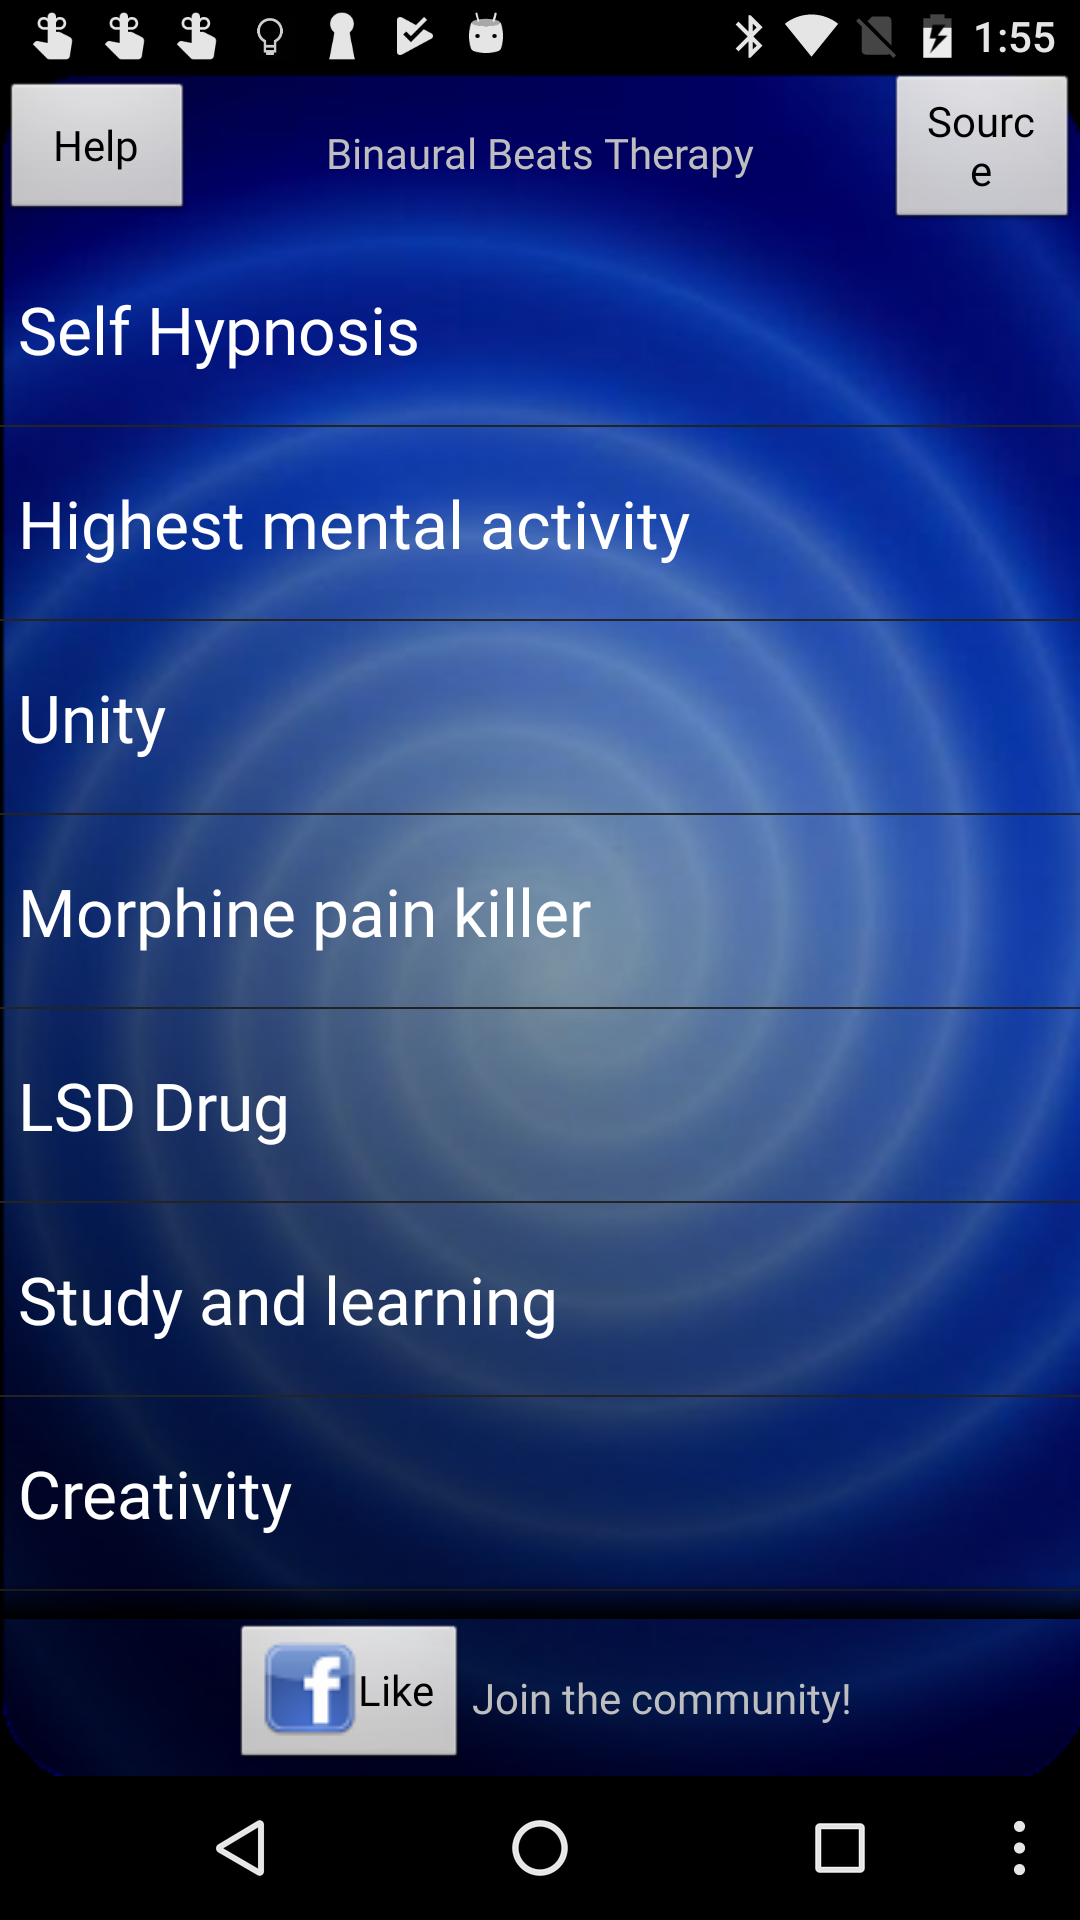 1:55
Help
Binaural Beats Therapy
Sourc
e
Self Hypnosis
Highest mental activity
Unity
Morphine pain killer
LSD Drug
Study and learning
Creativity
f Like
Join the community!